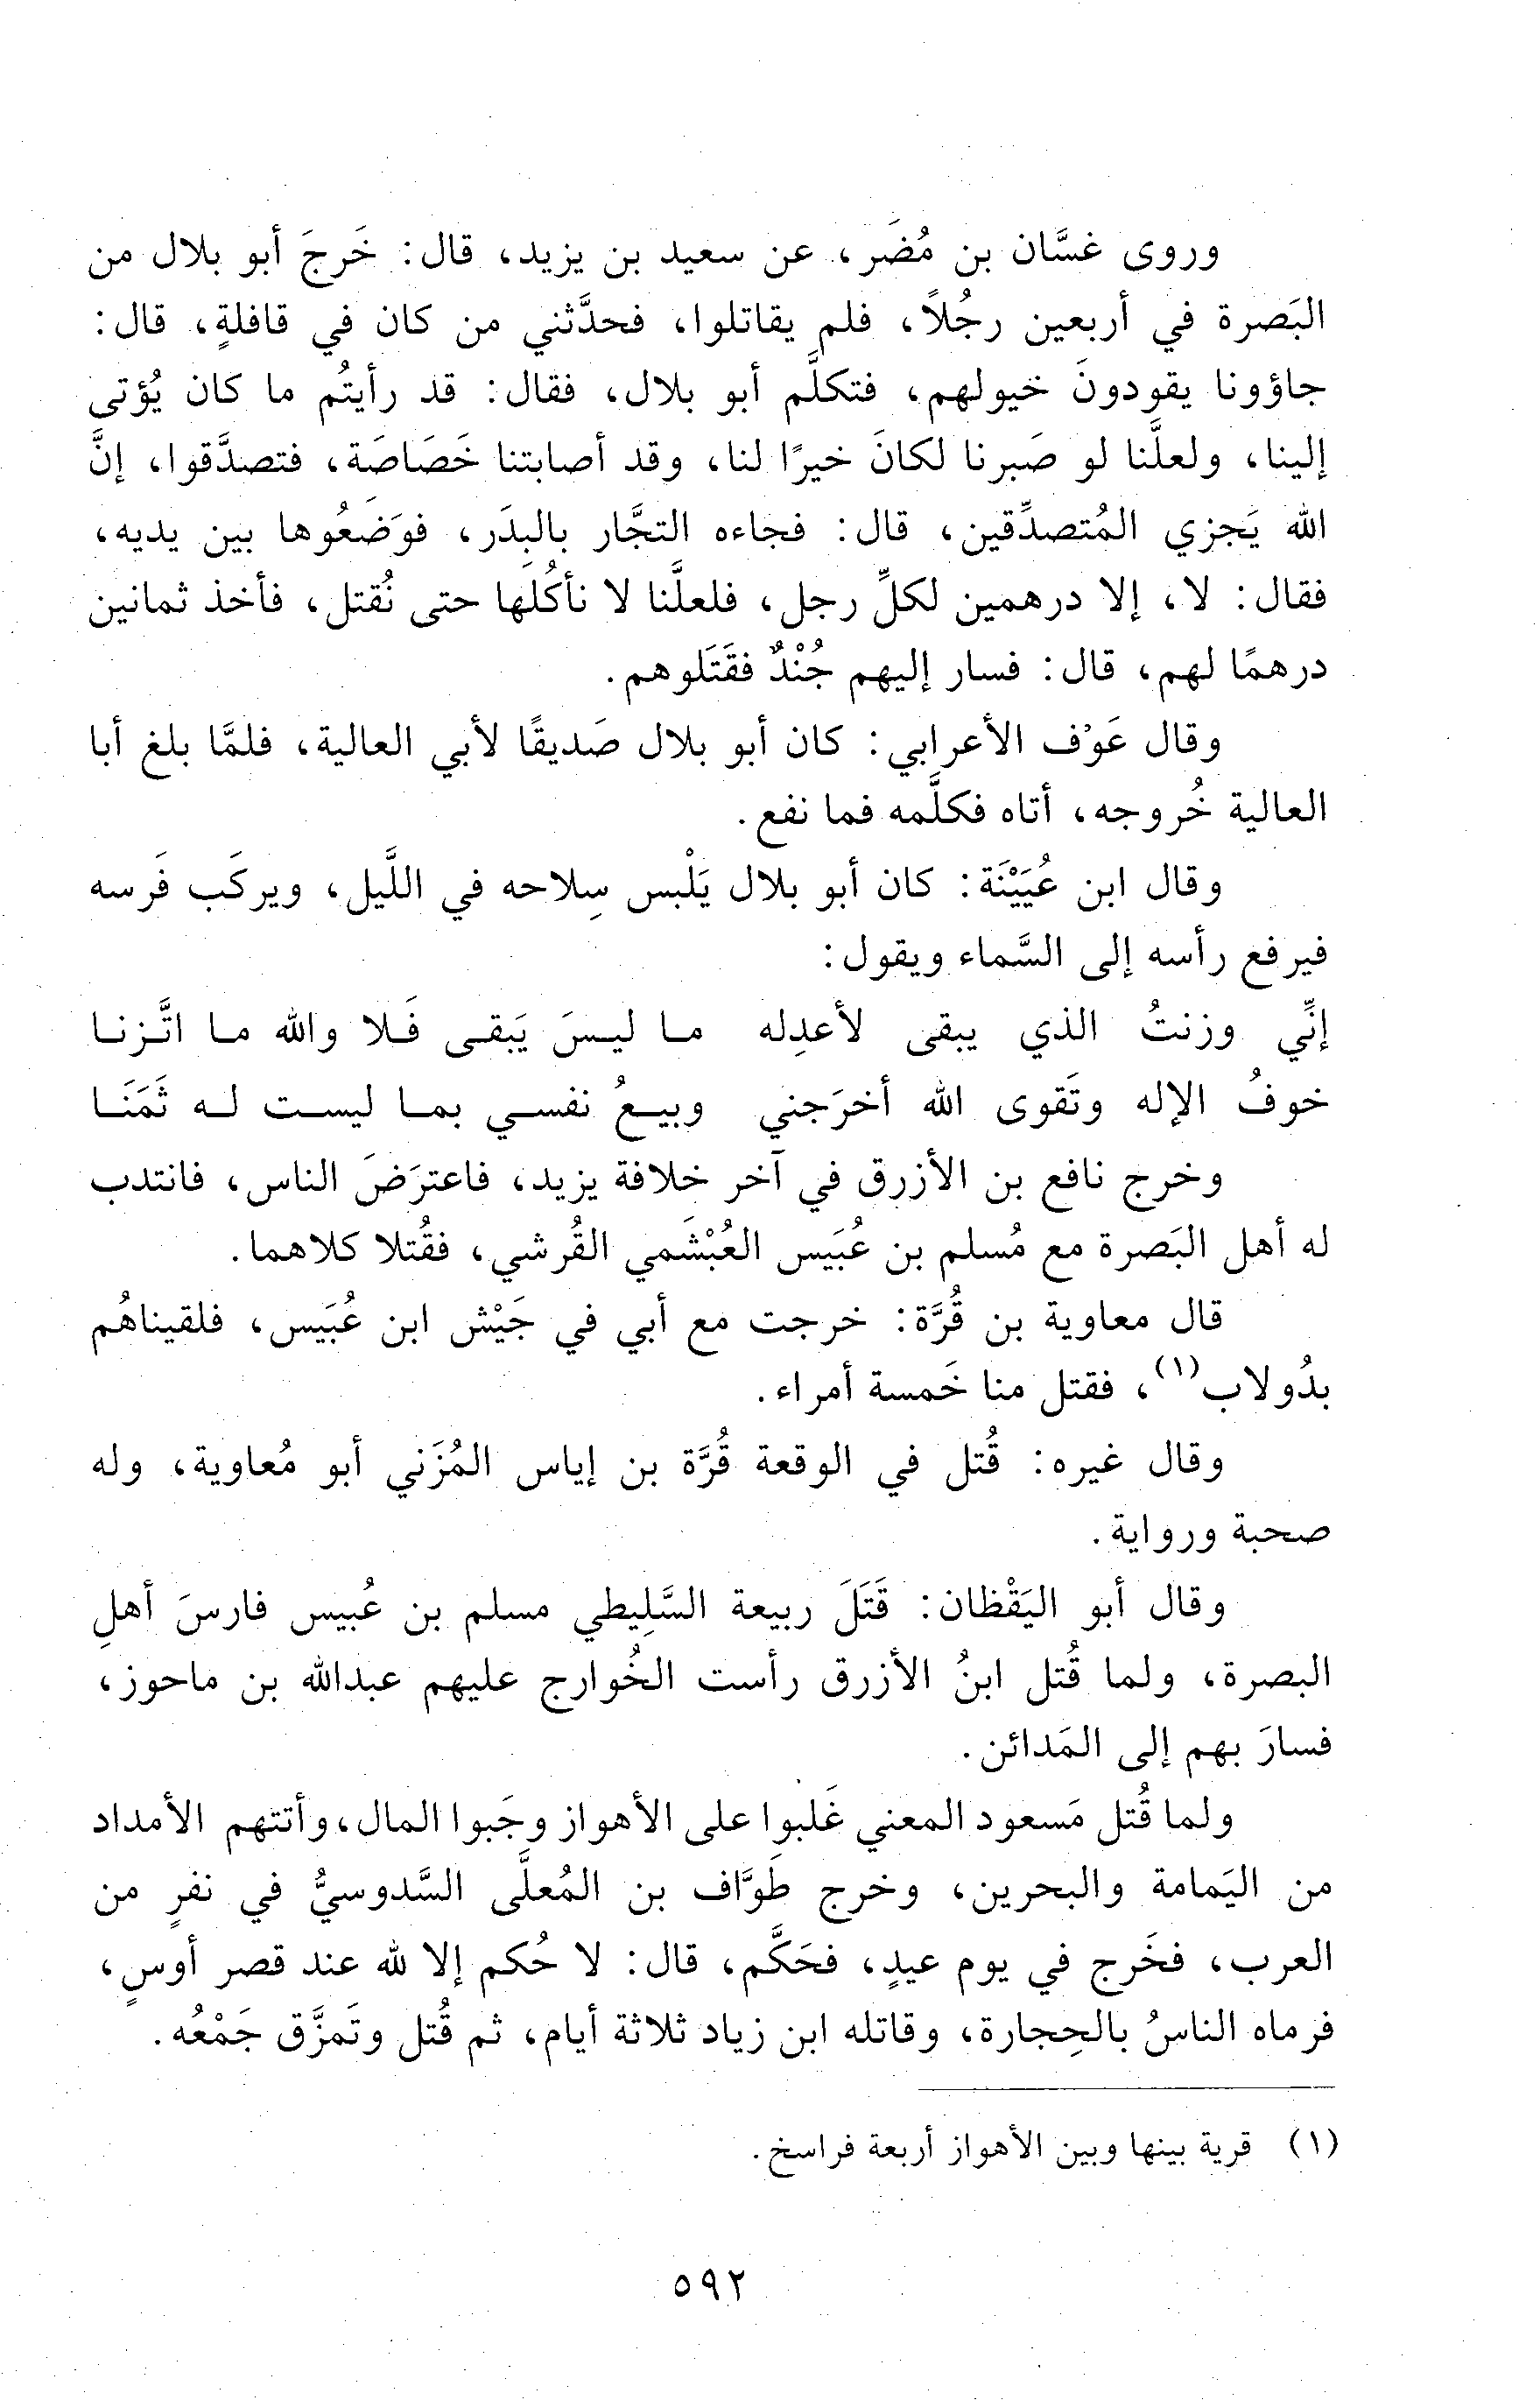 وروى غسَّان بن مُضَر، عن سعيد بن يزيد، قال: خَرجَ أبو بلال من
البَصرة في أربعين رجُلاً، فلم يقاتلوا، فحدَّثني من كان في قافلةٍ، قال:
جاؤونا يقودونَ خيولهم، فتكلَّم أبو بلال، فقال: قد رأيتُم ما كان يُؤتى
إلينا، ولعلَّنا لو صَبرنا لكانَ خيرًا لنا، وقد أصابتنا خَصَاصَة، فتصدَّقوا، إنَّ
الله يَجزي المُتصدِّقين، قال: فجاءه التجَّار بالبِدَر، فوَضَعُوها بين يديه،
فقال: لا، إلا درهمين لكلِّ رجل، فلعلَّنا لا نأكُلها حتى نُقتل، فأخذ ثمانين
درهمًا لهم، قال: فسار إليهم جُنْدٌ فقَتَلوهم.
وقال عَوْف الأعرابي: كان أبو بلال صَديقًا لأبي العالية، فلمَّا بلغ أبا
العالية خُروجه، أتاه فكلَّمه فما نفع.
وقال ابن عُيَيْنَة: كان أبو بلال يَلْبس سِلاحه في اللَّيل، ويركَب فَرسه
فيرفع رأسه إلى السَّماء ويقول:
إنِّي وزنتُ الذي يبقى لأعدِله ما ليسَ يَبقى فَلا والله ما اتَّزنا
خوفُ الإله وتَقوى الله أخرَجني وبيعُ نفسي بما ليست له ثَمَنَا
وخرج نافع بن الأزرق في آخر خلافة يزيد، فاعترَضَ الناس، فانتدب
له أهل البَصرة مع مُسلم بن عُبَيس العُبْشَمي القُرشي، فقُتلا كلاهما.
قال معاوية بن قُرَّة: خرجت مع أبي في جَيْش ابن عُبَيس، فلقيناهُم
بدُولاب(١)، فقتل منا خَمسة أمراء.
وقال غيره: قُتل في الوقعة قُرَّة بن إياس المُزَني أبو مُعاوية، وله
صحبة ورواية.
وقال أبو اليَقْظان: قَتَلَ ربيعة السَّلِيطي مسلم بن عُبيس فارسَ أهلِ
البصرة، ولما قُتل ابنُ الأزرق رأست الخُوارج عليهم عبدالله بن ماحوز،
فسارَ بهم إلى المَدائن.
ولما قُتل مَسعود المعني غَلبوا على الأهواز وجَبوا المال،وأتتهم الأمداد
من اليَمامة والبحرين، وخرج طَوَّاف بن المُعلَّى السَّدوسيُّ في نفرٍ من
العرب، فخَرج في يوم عيدٍ، فحَكَّم، قال: لا حُكم إلا لله عند قصر أوسٍ،
فرماه الناسُ بالحِجارة، وقاتله ابن زياد ثلاثة أيام، ثم قُتل وتَمزَّق جَمْعُه.
(١) قرية بينها وبين الأهواز أربعة فراسخ.
٥٩٢